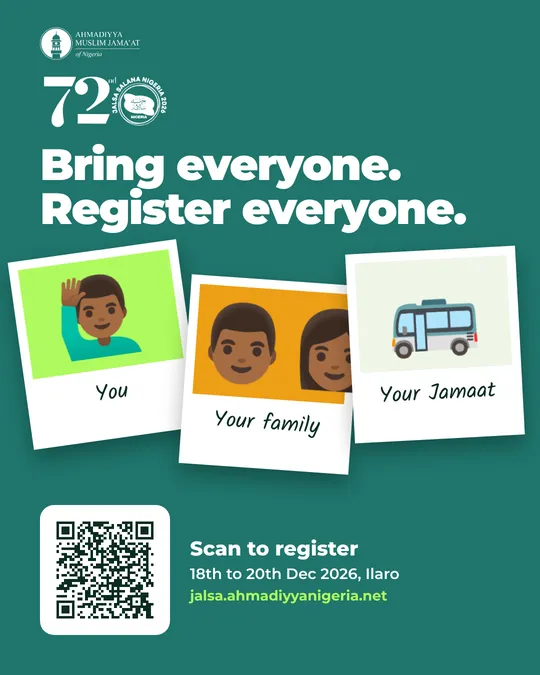 AHMADIYYA
MUSLIM JAMA'AT
of Nigeria
72nd
JALSA SALANA NIGERIA 2026
NIGERIA
Bring everyone.
Register everyone.
You
Your family
Your Jamaat
Scan to register
18th to 20th Dec 2026, Ilaro
jalsa.ahmadiyyanigeria.net